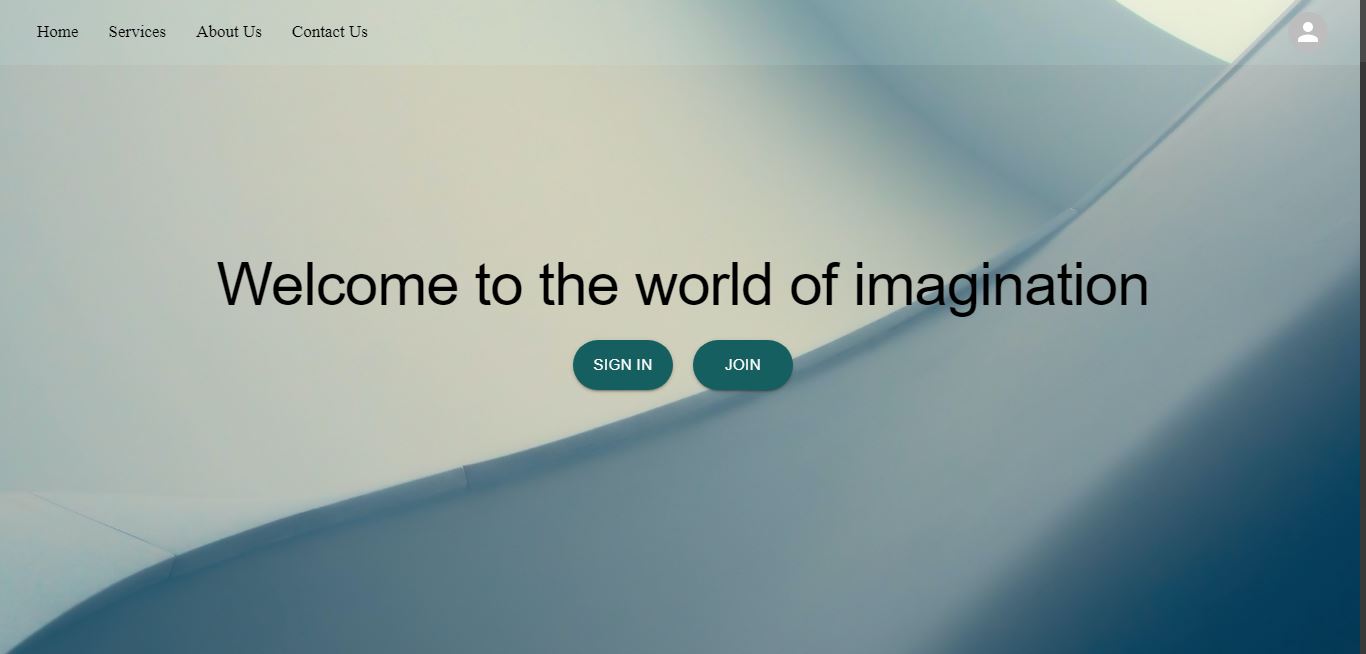 Home Services About Us Contact Us
Welcome to the world of imagination
SIGN IN JOIN